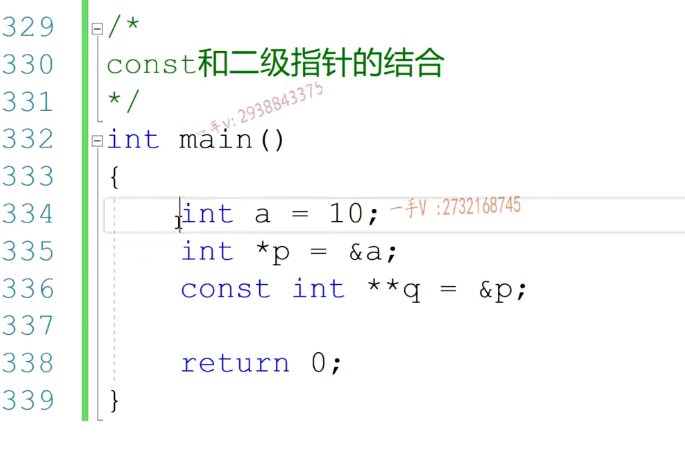 329 /*
330 const和二级指针的结合
331 */
一手v: 2938843375
332 int main()
333 {
334 int a = 10; 一手V :2732168745
335 int *p = &a;
336 const int **q = &p;
337
338 return 0;
339 }